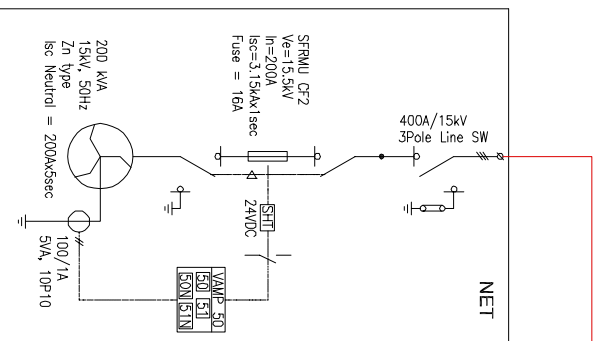 200 kVA
15kV, 50Hz
Zn type
Isc Neutral = 200Ax5sec
SFRMU CF2
Ve=15.5kV
In=200A
Isc=3.15kAx1sec
Fuse = 16A
400A/15kV
3Pole Line SW
SHT
24VDC
100/1A
5VA, 10P10
VAMP 50
50 51
50N 51N
NET